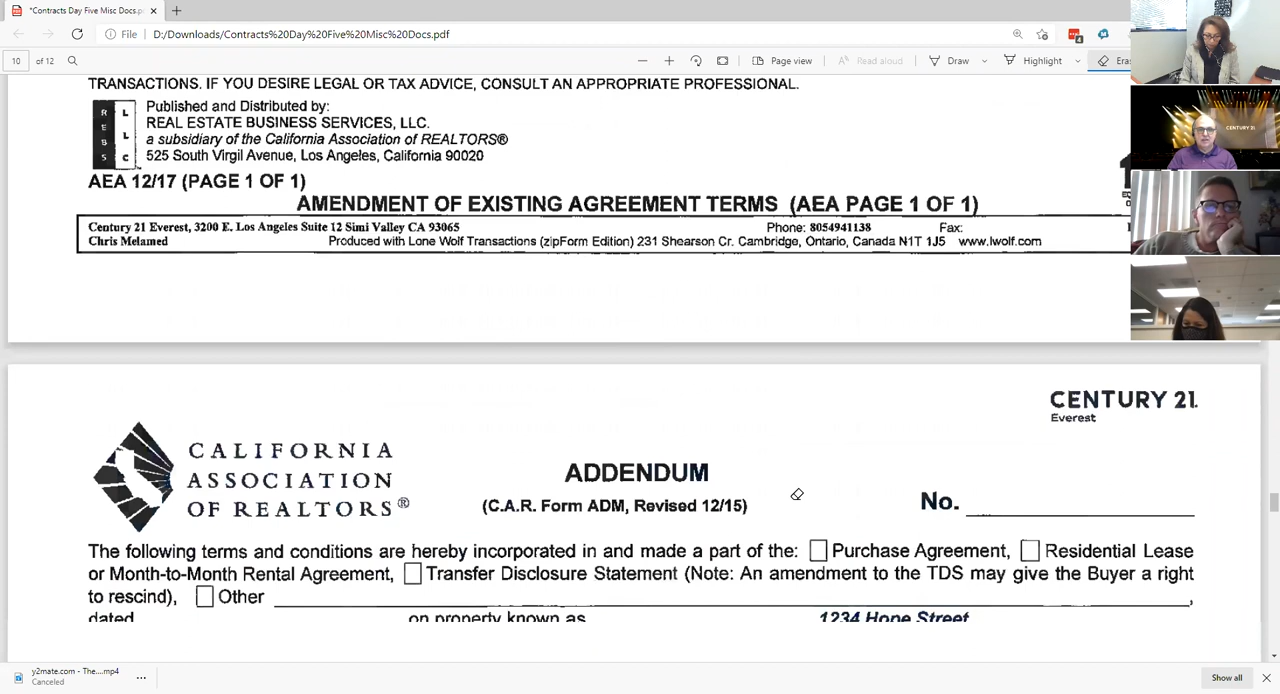 *Contracts Day Five Misc Docs.p
File
D:/Downloads/Contracts%20Day%20Five%20Misc%20Docs.pdf
4
10 of 12
Page view
Read aloud
Draw
Highlight
Eras
TRANSACTIONS. IF YOU DESIRE LEGAL OR TAX ADVICE, CONSULT AN APPROPRIATE PROFESSIONAL.
R E B S
L L C
Published and Distributed by:
REAL ESTATE BUSINESS SERVICES, LLC.
a subsidiary of the California Association of REALTORS®
525 South Virgil Avenue, Los Angeles, California 90020
AEA 12/17 (PAGE 1 OF 1)
AMENDMENT OF EXISTING AGREEMENT TERMS (AEA PAGE 1 OF 1)
Century 21 Everest, 3200 E. Los Angeles Suite 12 Simi Valley CA 93065 Phone: 8054941138 Fax:
Chris Melamed Produced with Lone Wolf Transactions (zipForm Edition) 231 Shearson Cr. Cambridge, Ontario, Canada N1T 1J5 www.lwolf.com
CENTURY 21
CENTURY 21.
Everest
CALIFORNIA
ASSOCIATION
OF REALTORS®
ADDENDUM
(C.A.R. Form ADM, Revised 12/15)
No.
The following terms and conditions are hereby incorporated in and made a part of the: Purchase Agreement, Residential Lease
or Month-to-Month Rental Agreement, Transfer Disclosure Statement (Note: An amendment to the TDS may give the Buyer a right
to rescind), Other ,
dated on property known as 1234 Hope Street
y2mate.com - The....mp4
Canceled
Show all